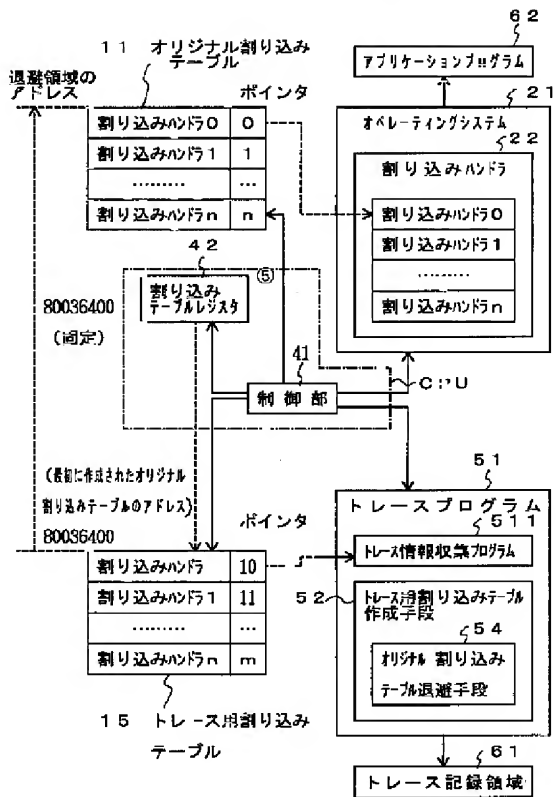 １１ オリジナル割り込み
テーブル
退避領域の
アドレス
ポインタ
割り込みハンドラ０ ０
割り込みハンドラ１ １
……… …
割り込みハンドラｎ ｎ
６２
アプリケーションプログラム
２１
オペレーティングシステム
２２
割り込みハンドラ
割り込みハンドラ０
割り込みハンドラ１
………
割り込みハンドラｎ
４２
⑤
割り込み
テーブルレジスタ
80036400
（固定）
41
制御部
ＣＰＵ
（最初に作成されたオリジナル
割り込みテーブルのアドレス）
80036400
ポインタ
割り込みハンドラ 10
割り込みハンドラ１ 11
……… …
割り込みハンドラｎ ｍ
１５ トレース用割り込み
テーブル
５１
トレースプログラム
５１１
トレース情報収集プログラム
５２
トレース用割り込みテーブル
作成手段
５４
オリジナル 割り込み
テーブル退避手段
６１
トレース記録領域